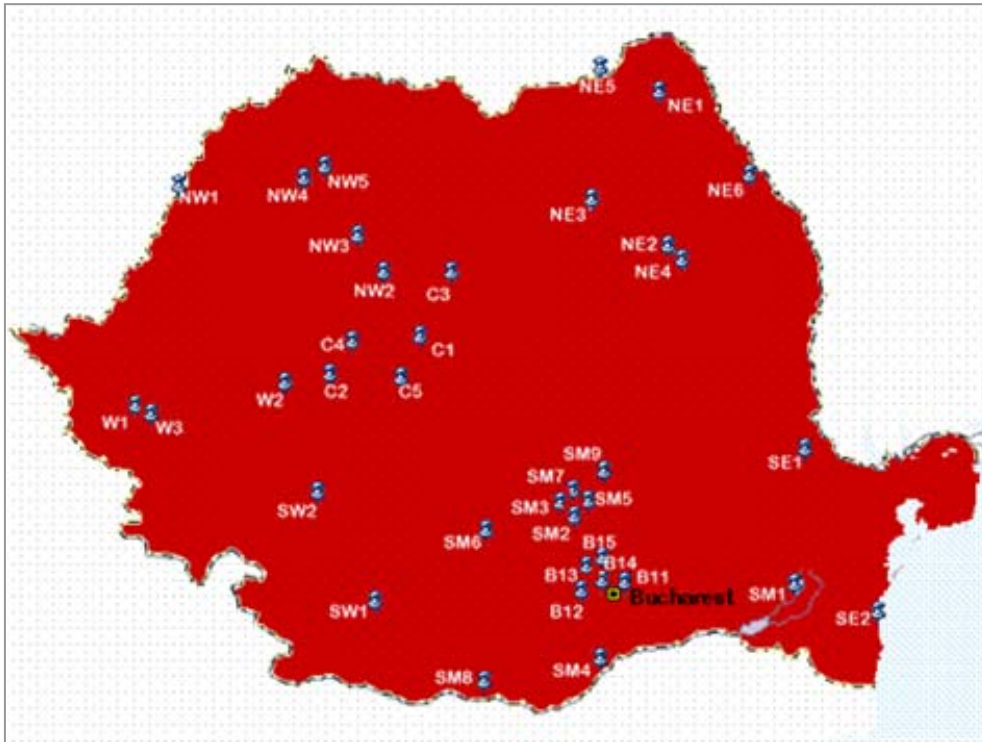 NE5
NE1
NW5
NW4
NW1
NE6
NE3
NW3
NE2
NE4
NW2
C3
C4
C1
C2
C5
W2
W1
W3
SM9
SE1
SM7
SM3
SM5
SW2
SM2
SM6
B15
B14
B13
B11
SM1
Bucharest
B12
SW1
SE2
SM4
SM8